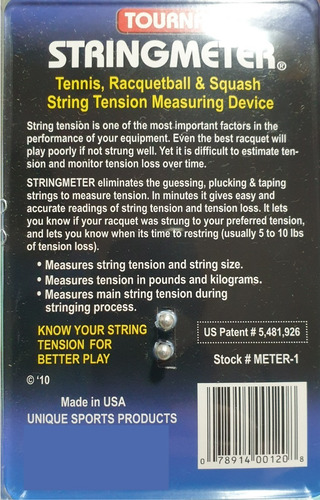 STRINGMETER®
Tennis, Racquetball & Squash
String Tension Measuring Device
String tension is one of the most important factors in the
performance of your equipment. Even the best racquet will
play poorly if not strung well. Yet it is difficult to estimate ten-
sion and monitor tension loss over time.
STRINGMETER eliminates the guessing, plucking & taping
strings to measure tension. In minutes it gives easy and
accurate readings of string tension and tension loss. It lets
you know if your racquet was strung to your preferred tension,
and lets you know when its time to restring (usually 5 to 10 lbs
of tension loss).
• Measures string tension and string size.
• Measures tension in pounds and kilograms.
• Measures main string tension during
stringing process.
KNOW YOUR STRING
TENSION FOR
BETTER PLAY
US Patent # 5,481,926
Stock # METER-1
© '10
Made in USA
UNIQUE SPORTS PRODUCTS
0 78914 00120 8